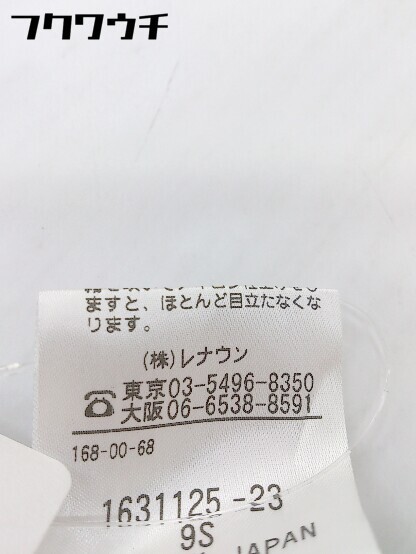 フクワウチ
ますと、ほとんど目立たなくな
ります。
(株)レナウン
☎東京03-5496-8350
大阪06-6538-8591
168-00-68
1631125-23
9S
JAPAN